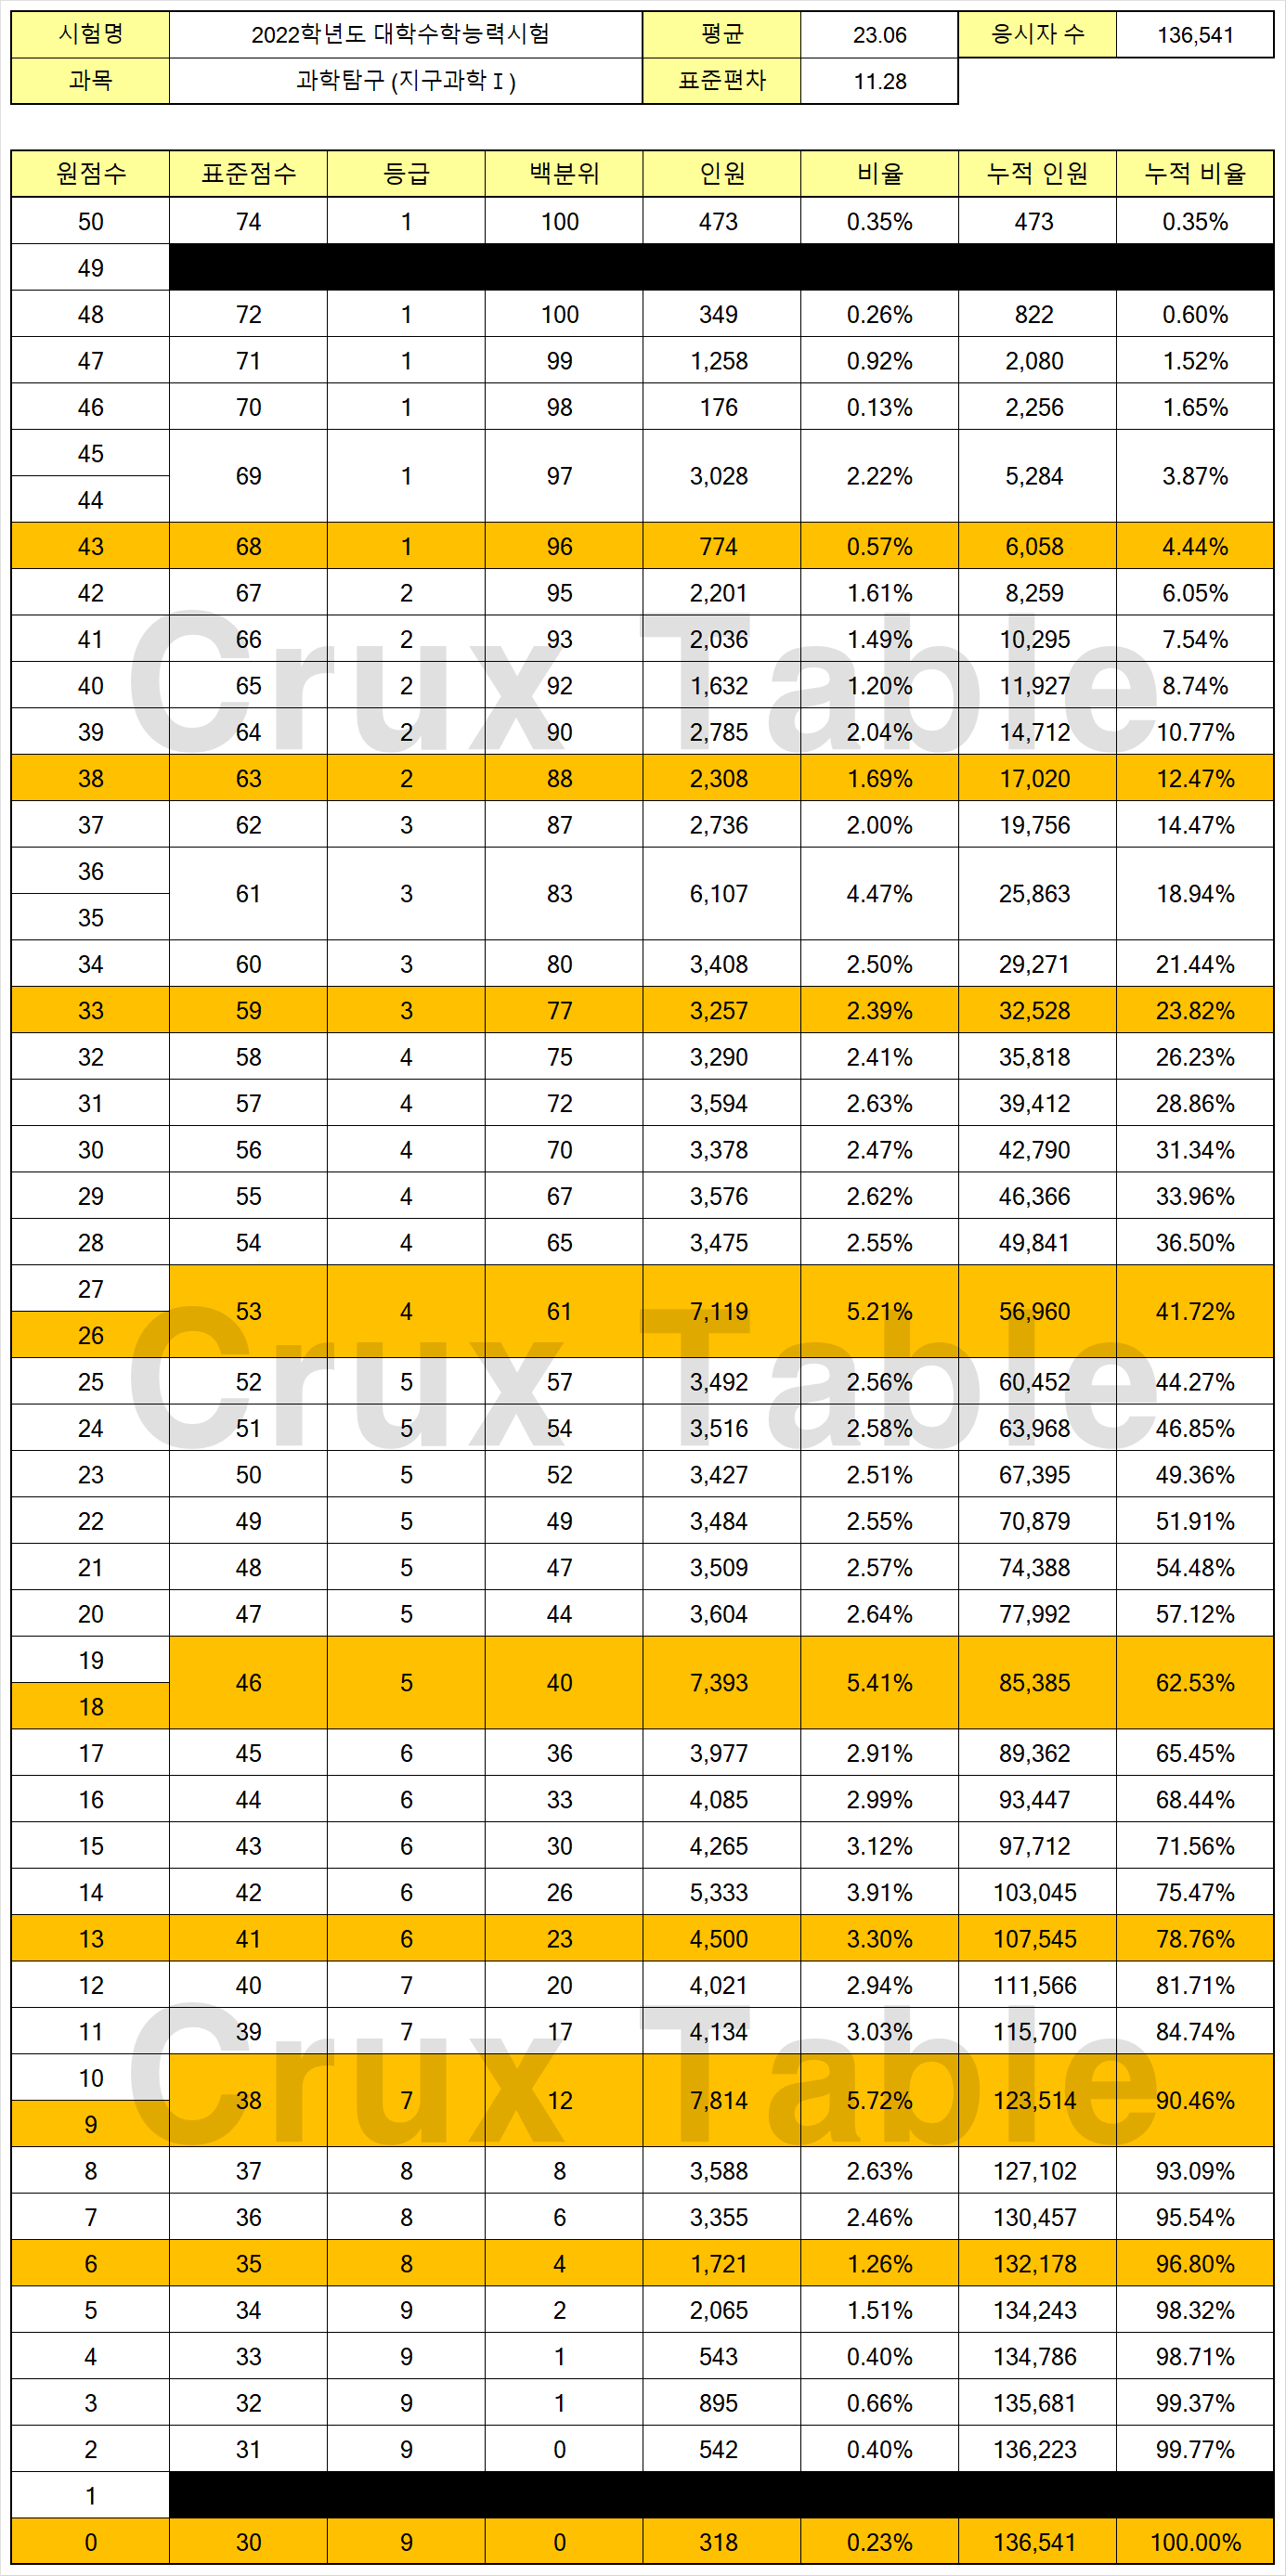 시험명 2022학년도 대학수학능력시험 평균 23.06 응시자 수 136,541
과목 과학탐구 (지구과학 I) 표준편차 11.28
원점수 표준점수 등급 백분위 인원 비율 누적 인원 누적 비율
50 74 1 100 473 0.35% 473 0.35%
49
48 72 1 100 349 0.26% 822 0.60%
47 71 1 99 1,258 0.92% 2,080 1.52%
46 70 1 98 176 0.13% 2,256 1.65%
45
69 1 97 3,028 2.22% 5,284 3.87%
44
43 68 1 96 774 0.57% 6,058 4.44%
42 67 2 95 2,201 1.61% 8,259 6.05%
41 66 2 93 2,036 1.49% 10,295 7.54%
Crux Table
40 65 2 92 1,632 1.20% 11,927 8.74%
39 64 2 90 2,785 2.04% 14,712 10.77%
38 63 2 88 2,308 1.69% 17,020 12.47%
37 62 3 87 2,736 2.00% 19,756 14.47%
36
61 3 83 6,107 4.47% 25,863 18.94%
35
34 60 3 80 3,408 2.50% 29,271 21.44%
33 59 3 77 3,257 2.39% 32,528 23.82%
32 58 4 75 3,290 2.41% 35,818 26.23%
31 57 4 72 3,594 2.63% 39,412 28.86%
30 56 4 70 3,378 2.47% 42,790 31.34%
29 55 4 67 3,576 2.62% 46,366 33.96%
28 54 4 65 3,475 2.55% 49,841 36.50%
27
53 4 61 7,119 5.21% 56,960 41.72%
26
Crux Table
25 52 5 57 3,492 2.56% 60,452 44.27%
24 51 5 54 3,516 2.58% 63,968 46.85%
23 50 5 52 3,427 2.51% 67,395 49.36%
22 49 5 49 3,484 2.55% 70,879 51.91%
21 48 5 47 3,509 2.57% 74,388 54.48%
20 47 5 44 3,604 2.64% 77,992 57.12%
19
46 5 40 7,393 5.41% 85,385 62.53%
18
17 45 6 36 3,977 2.91% 89,362 65.45%
16 44 6 33 4,085 2.99% 93,447 68.44%
15 43 6 30 4,265 3.12% 97,712 71.56%
14 42 6 26 5,333 3.91% 103,045 75.47%
13 41 6 23 4,500 3.30% 107,545 78.76%
12 40 7 20 4,021 2.94% 111,566 81.71%
11 39 7 17 4,134 3.03% 115,700 84.74%
Crux Table
10
38 7 12 7,814 5.72% 123,514 90.46%
9
8 37 8 8 3,588 2.63% 127,102 93.09%
7 36 8 6 3,355 2.46% 130,457 95.54%
6 35 8 4 1,721 1.26% 132,178 96.80%
5 34 9 2 2,065 1.51% 134,243 98.32%
4 33 9 1 543 0.40% 134,786 98.71%
3 32 9 1 895 0.66% 135,681 99.37%
2 31 9 0 542 0.40% 136,223 99.77%
1
0 30 9 0 318 0.23% 136,541 100.00%